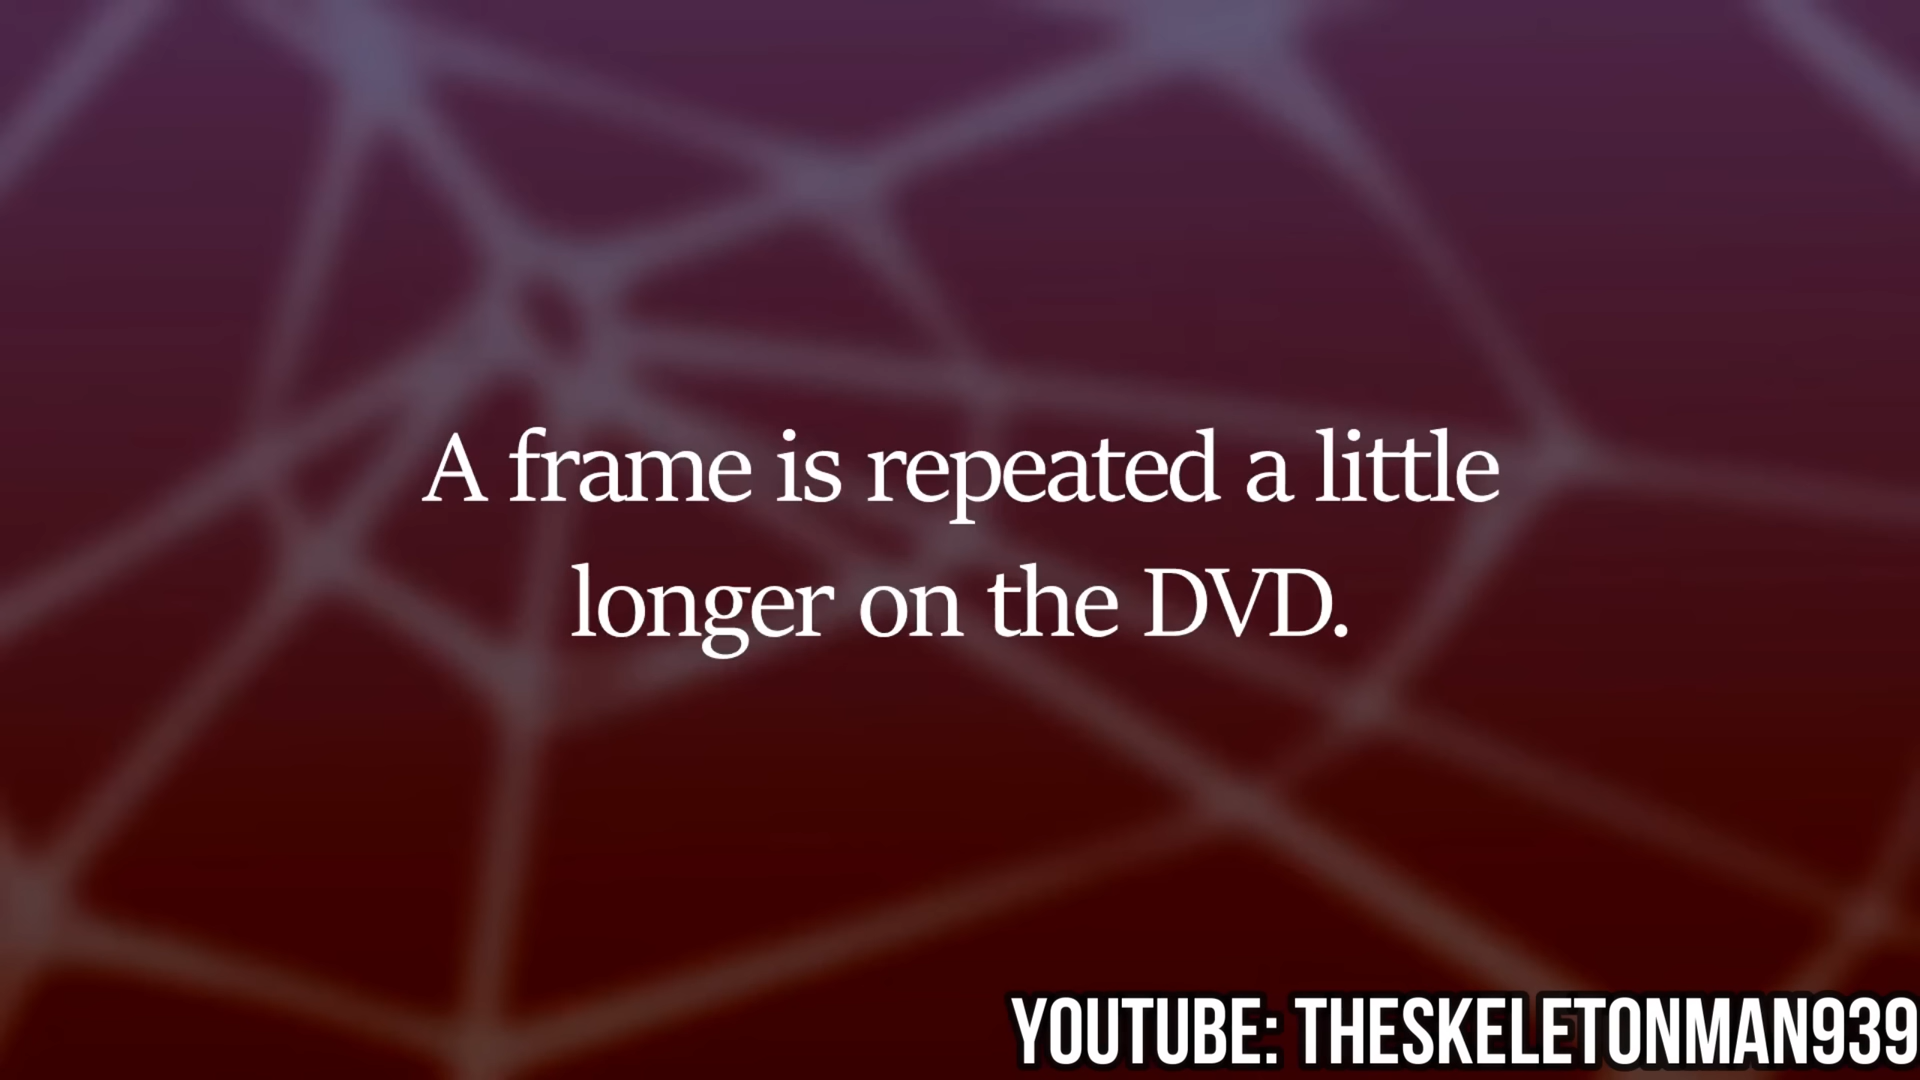 A frame is repeated a little
longer on the DVD.
YOUTUBE: THESKELETONMAN939